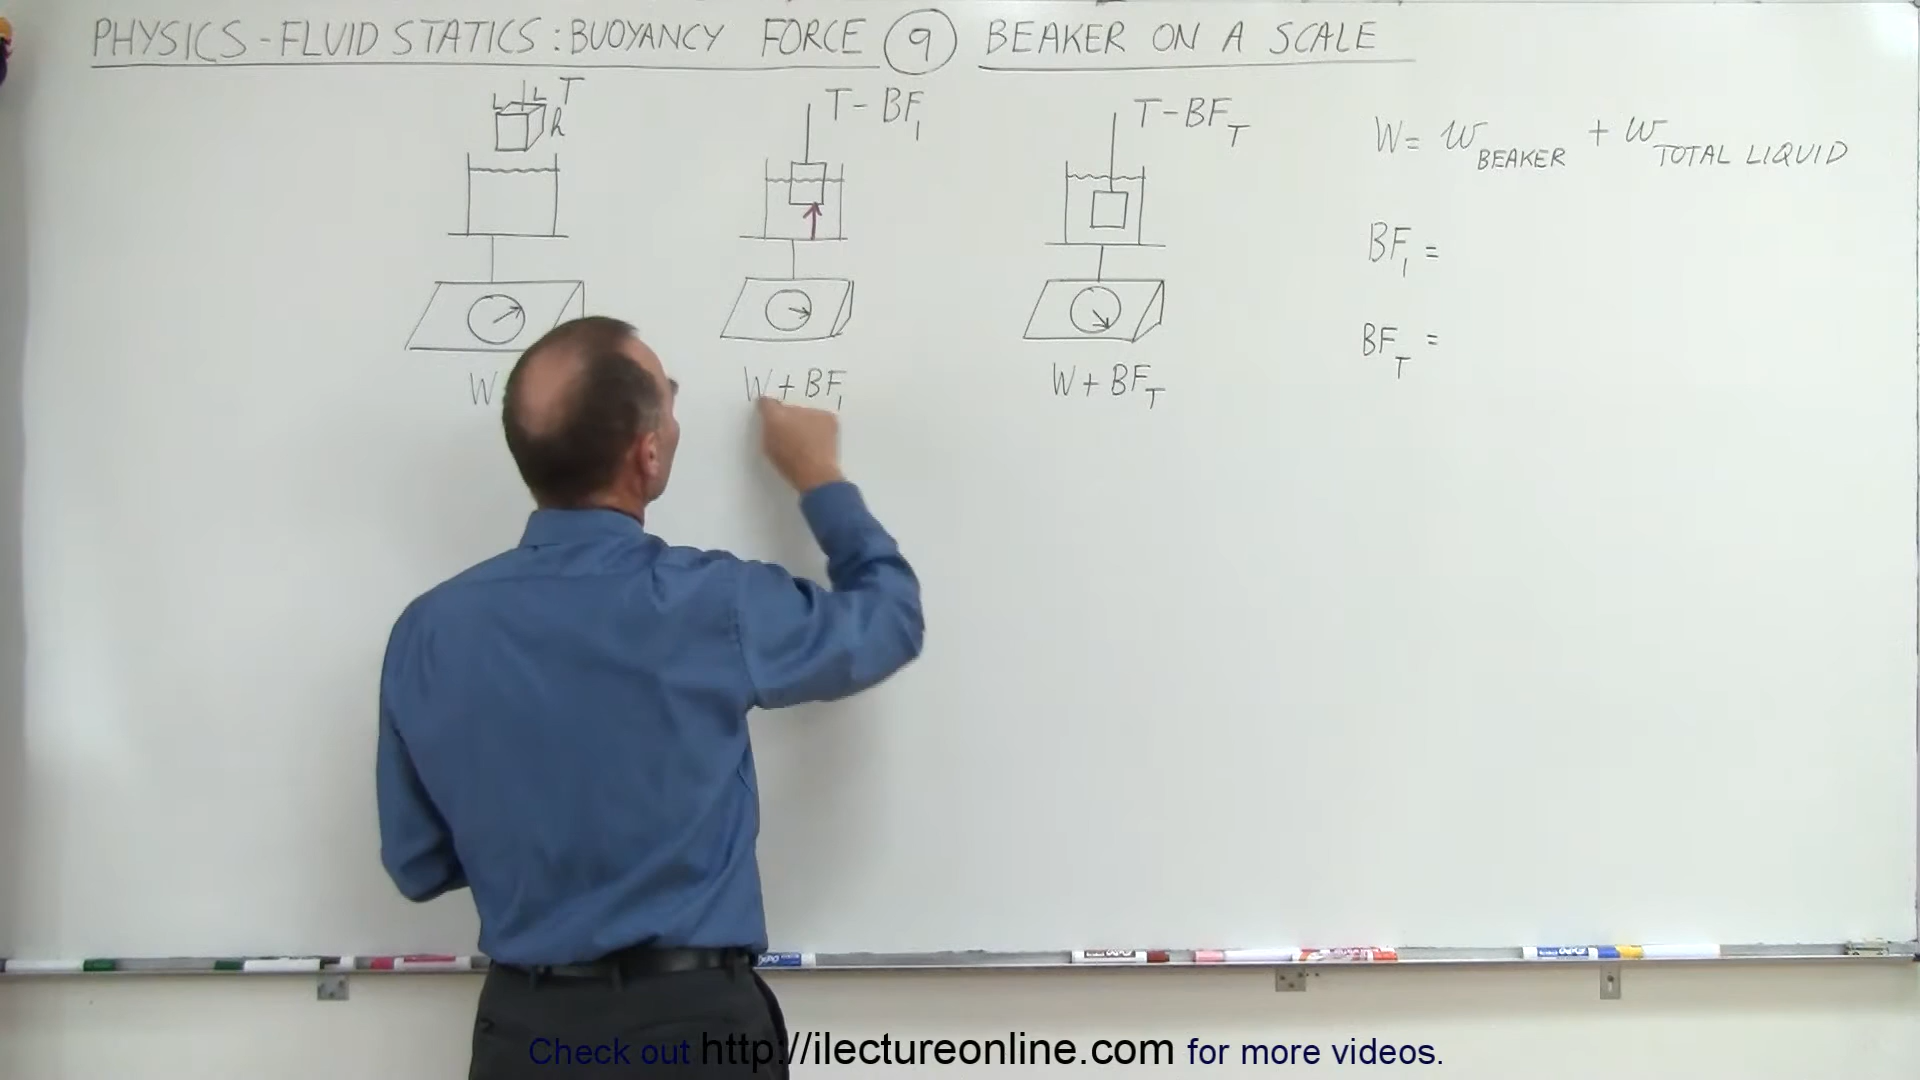 PHYSICS - FLUID STATICS : BUOYANCY FORCE 9 BEAKER ON A SCALE
L L T
h
T - BF₁
T - BF_T
W = W_BEAKER + W_TOTAL LIQUID
BF₁ =
BF_T =
W
W + BF₁
W + BF_T
Check out http://ilectureonline.com for more videos.